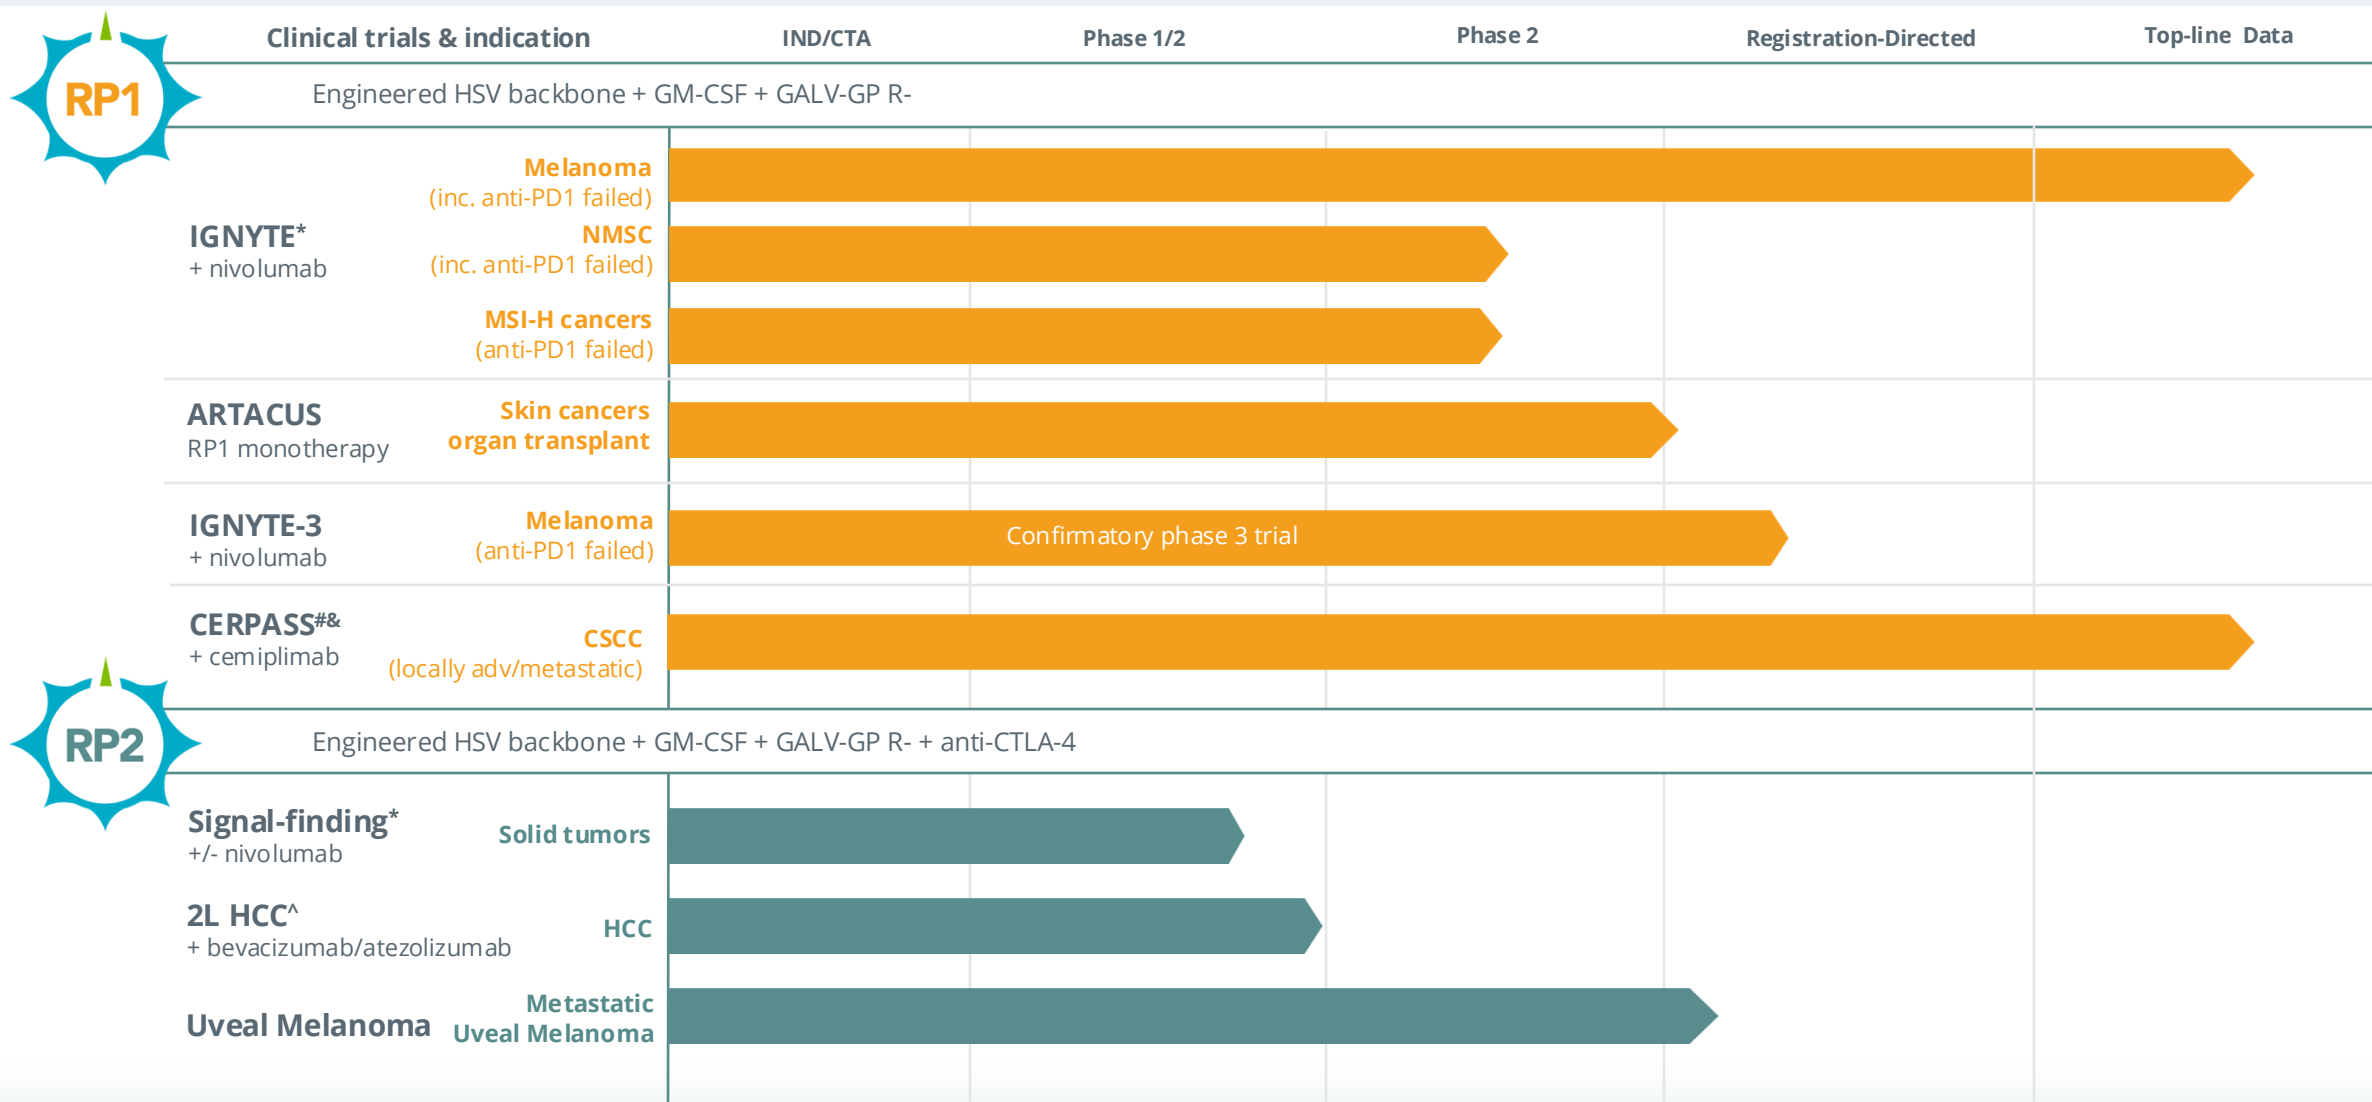 Clinical trials & indication IND/CTA Phase 1/2 Phase 2 Registration-Directed Top-line Data
RP1
Engineered HSV backbone + GM-CSF + GALV-GP R-
IGNYTE*
+ nivolumab
Melanoma
(inc. anti-PD1 failed)
NMSC
(inc. anti-PD1 failed)
MSI-H cancers
(anti-PD1 failed)
ARTACUS
RP1 monotherapy
Skin cancers
organ transplant
IGNYTE-3
+ nivolumab
Melanoma
(anti-PD1 failed)
Confirmatory phase 3 trial
CERPASS#&
+ cemiplimab
CSCC
(locally adv/metastatic)
RP2
Engineered HSV backbone + GM-CSF + GALV-GP R- + anti-CTLA-4
Signal-finding*
+/- nivolumab
Solid tumors
2L HCC^
+ bevacizumab/atezolizumab
HCC
Uveal Melanoma
Metastatic
Uveal Melanoma